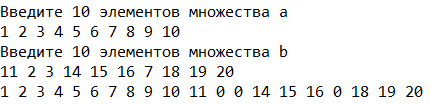 Введите 10 элементов множества a
1 2 3 4 5 6 7 8 9 10
Введите 10 элементов множества b
11 2 3 14 15 16 7 18 19 20
1 2 3 4 5 6 7 8 9 10 11 0 0 14 15 16 0 18 19 20